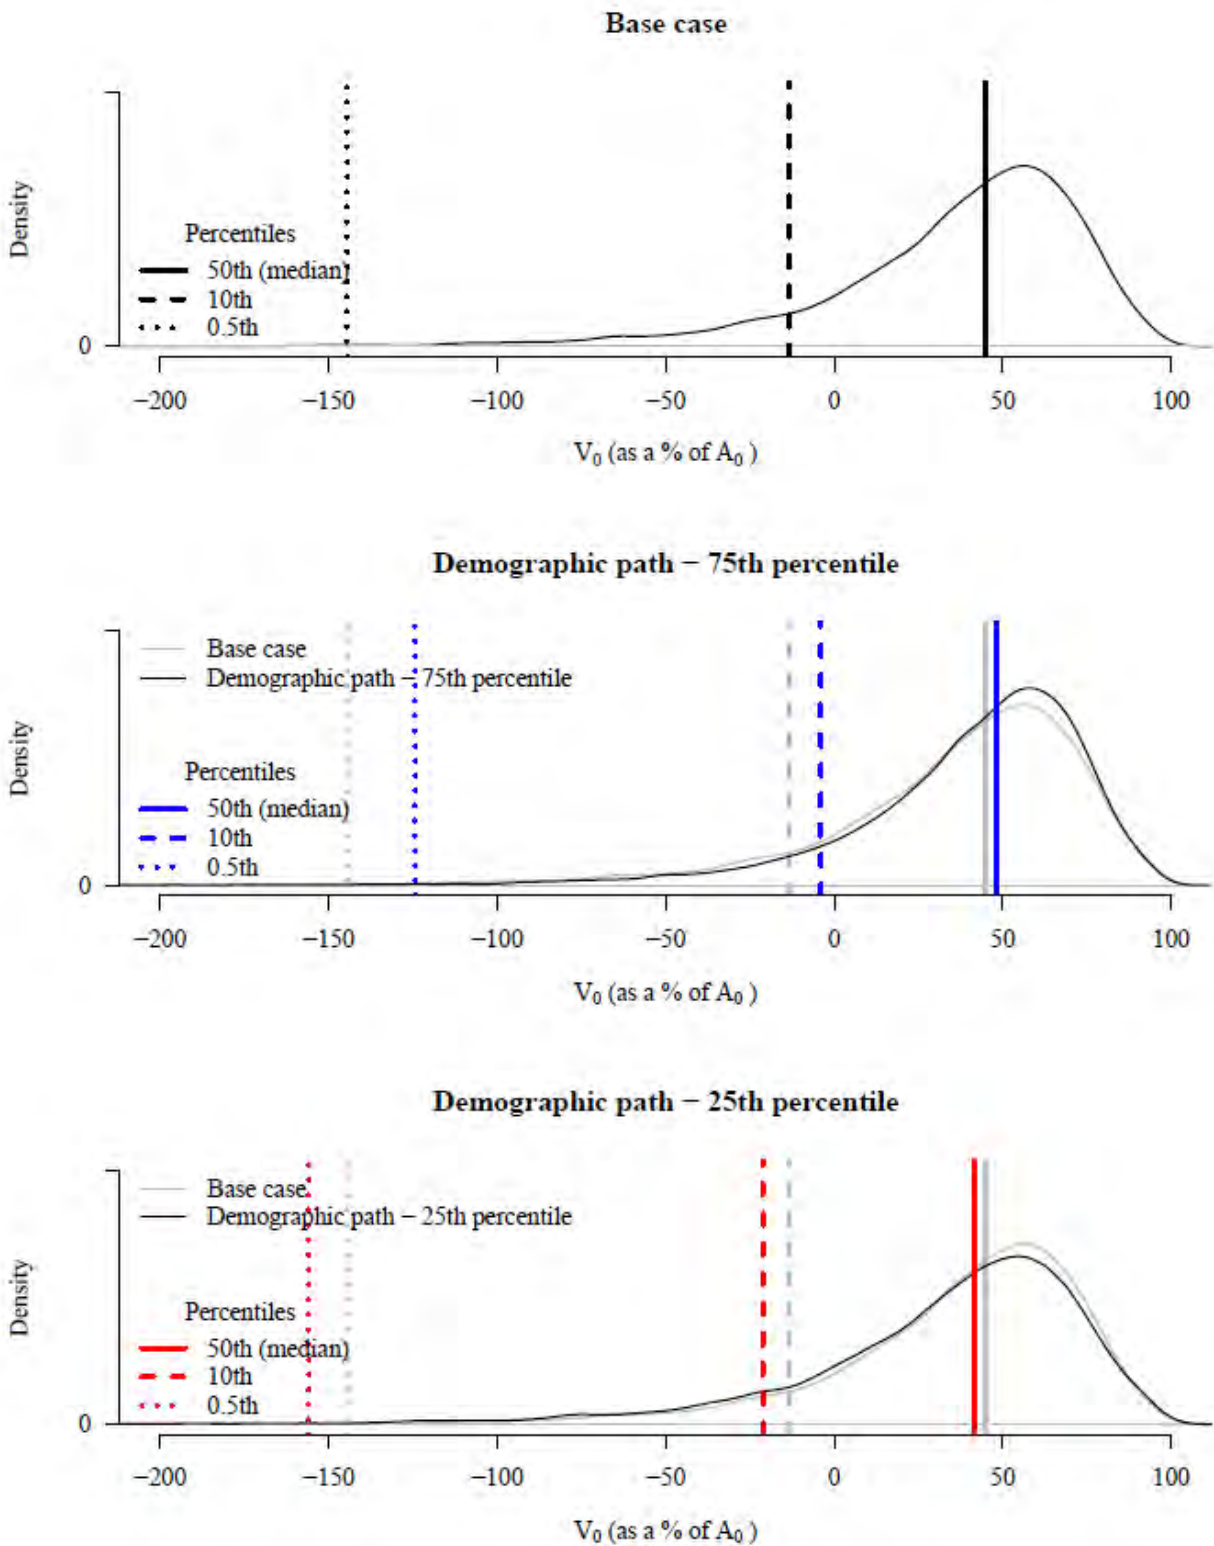 Base case
Density
0
Percentiles
50th (median)
10th
0.5th
−200 −150 −100 −50 0 50 100
V0 (as a % of A0 )
Demographic path − 75th percentile
Density
0
Base case
Demographic path − 75th percentile
Percentiles
50th (median)
10th
0.5th
−200 −150 −100 −50 0 50 100
V0 (as a % of A0 )
Demographic path − 25th percentile
Density
0
Base case
Demographic path − 25th percentile
Percentiles
50th (median)
10th
0.5th
−200 −150 −100 −50 0 50 100
V0 (as a % of A0 )